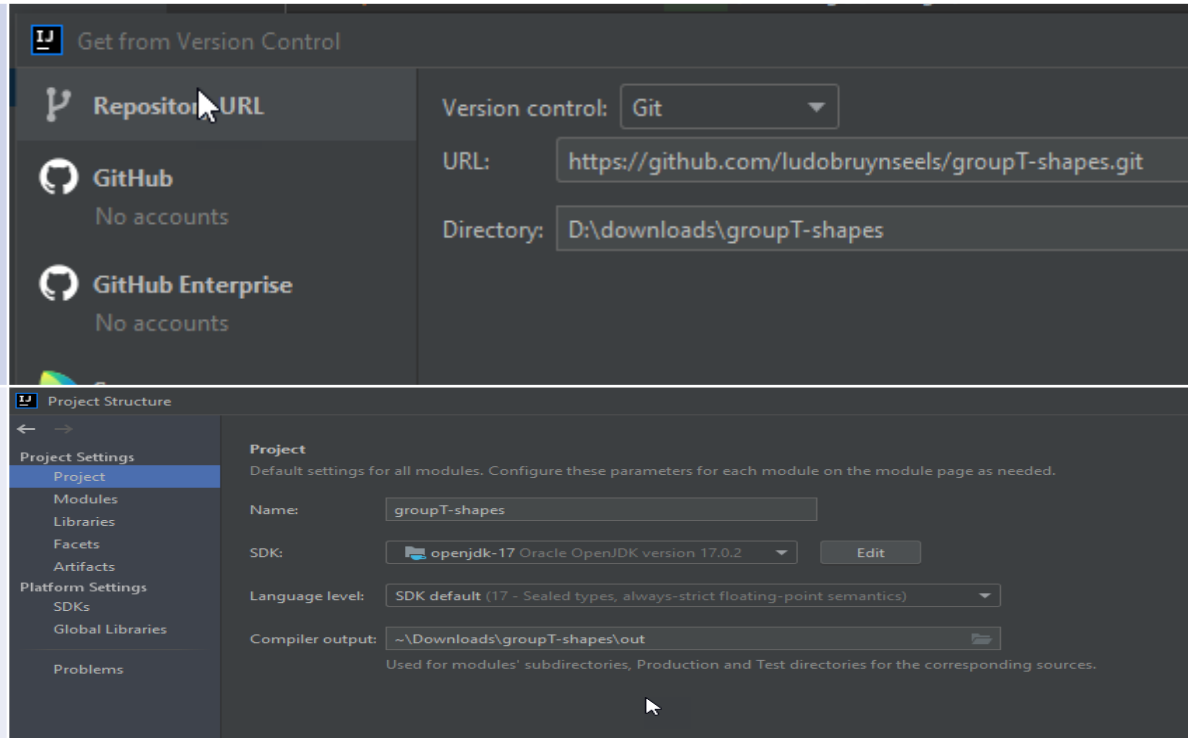 Get from Version Control
Repository URL
Version control: Git
GitHub
No accounts
URL: https://github.com/ludobruynseels/groupT-shapes.git
Directory: D:\downloads\groupT-shapes
GitHub Enterprise
No accounts
Project Structure
Project Settings
Project
Modules
Libraries
Facets
Artifacts
Platform Settings
SDKs
Global Libraries
Problems
Project
Default settings for all modules. Configure these parameters for each module on the module page as needed.
Name: groupT-shapes
SDK: openjdk-17 Oracle OpenJDK version 17.0.2 Edit
Language level: SDK default (17 - Sealed types, always-strict floating-point semantics)
Compiler output: ~\Downloads\groupT-shapes\out
Used for modules' subdirectories, Production and Test directories for the corresponding sources.